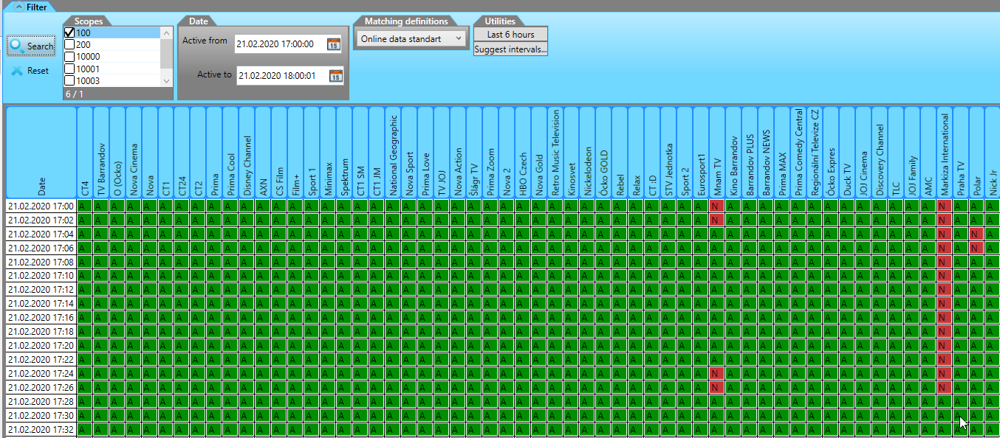 Filter
Scopes
Date
Matching definitions
Utilities
Search
Reset
100
200
10000
10001
10003
6 / 1
Active from
21.02.2020 17:00:00
15
Active to
21.02.2020 18:00:01
15
Online data standart
Last 6 hours
Suggest intervals...
Date
CT4
TV Barrandov
O (Ocko)
Nova Cinema
Nova
CT1
CT24
CT2
Prima
Prima Cool
Disney Channel
AXN
CS Film
Film+
Sport 1
Minimax
Spektrum
CT1 SM
CT1 JM
National Geographic
Nova Sport
Prima Love
TV JOJ
Nova Action
Šlágr TV
Prima Zoom
Nova 2
HBO Czech
Nova Gold
Retro Music Television
Kinosvet
Nickelodeon
Óčko GOLD
Rebel
Relax
CT :D
STV Jednotka
Sport 2
Eurosport1
Mnam TV
Kino Barrandov
Barrandov PLUS
Barrandov NEWS
Prima MAX
Prima Comedy Central
Regionální Televize CZ
Óčko Expres
Duck TV
JOJ Cinema
Discovery Channel
TLC
JOJ Family
AMC
Markiza International
Praha TV
Polar
Nick Jr
21.02.2020 17:00 A A A A A A A A A A A A A A A A A A A A A A A A A A A A A A A A A A A A A A A N A A A A A A A A A A A A A N A A A
21.02.2020 17:02 A A A A A A A A A A A A A A A A A A A A A A A A A A A A A A A A A A A A A A A N A A A A A A A A A A A A A N A A A
21.02.2020 17:04 A A A A A A A A A A A A A A A A A A A A A A A A A A A A A A A A A A A A A A A A A A A A A A A A A A A A A N A N A
21.02.2020 17:06 A A A A A A A A A A A A A A A A A A A A A A A A A A A A A A A A A A A A A A A A A A A A A A A A A A A A A N A N A
21.02.2020 17:08 A A A A A A A A A A A A A A A A A A A A A A A A A A A A A A A A A A A A A A A A A A A A A A A A A A A A A N A A A
21.02.2020 17:10 A A A A A A A A A A A A A A A A A A A A A A A A A A A A A A A A A A A A A A A A A A A A A A A A A A A A A N A A A
21.02.2020 17:12 A A A A A A A A A A A A A A A A A A A A A A A A A A A A A A A A A A A A A A A A A A A A A A A A A A A A A N A A A
21.02.2020 17:14 A A A A A A A A A A A A A A A A A A A A A A A A A A A A A A A A A A A A A A A A A A A A A A A A A A A A A N A A A
21.02.2020 17:16 A A A A A A A A A A A A A A A A A A A A A A A A A A A A A A A A A A A A A A A A A A A A A A A A A A A A A N A A A
21.02.2020 17:18 A A A A A A A A A A A A A A A A A A A A A A A A A A A A A A A A A A A A A A A A A A A A A A A A A A A A A N A A A
21.02.2020 17:20 A A A A A A A A A A A A A A A A A A A A A A A A A A A A A A A A A A A A A A A A A A A A A A A A A A A A A N A A A
21.02.2020 17:22 A A A A A A A A A A A A A A A A A A A A A A A A A A A A A A A A A A A A A A A A A A A A A A A A A A A A A N A A A
21.02.2020 17:24 A A A A A A A A A A A A A A A A A A A A A A A A A A A A A A A A A A A A A A A N A A A A A A A A A A A A A N A A A
21.02.2020 17:26 A A A A A A A A A A A A A A A A A A A A A A A A A A A A A A A A A A A A A A A N A A A A A A A A A A A A A N A A A
21.02.2020 17:28 A A A A A A A A A A A A A A A A A A A A A A A A A A A A A A A A A A A A A A A A A A A A A A A A A A A A A A A A A
21.02.2020 17:30 A A A A A A A A A A A A A A A A A A A A A A A A A A A A A A A A A A A A A A A A A A A A A A A A A A A A A A A A A
21.02.2020 17:32 A A A A A A A A A A A A A A A A A A A A A A A A A A A A A A A A A A A A A A A A A A A A A A A A A A A A A A A A A